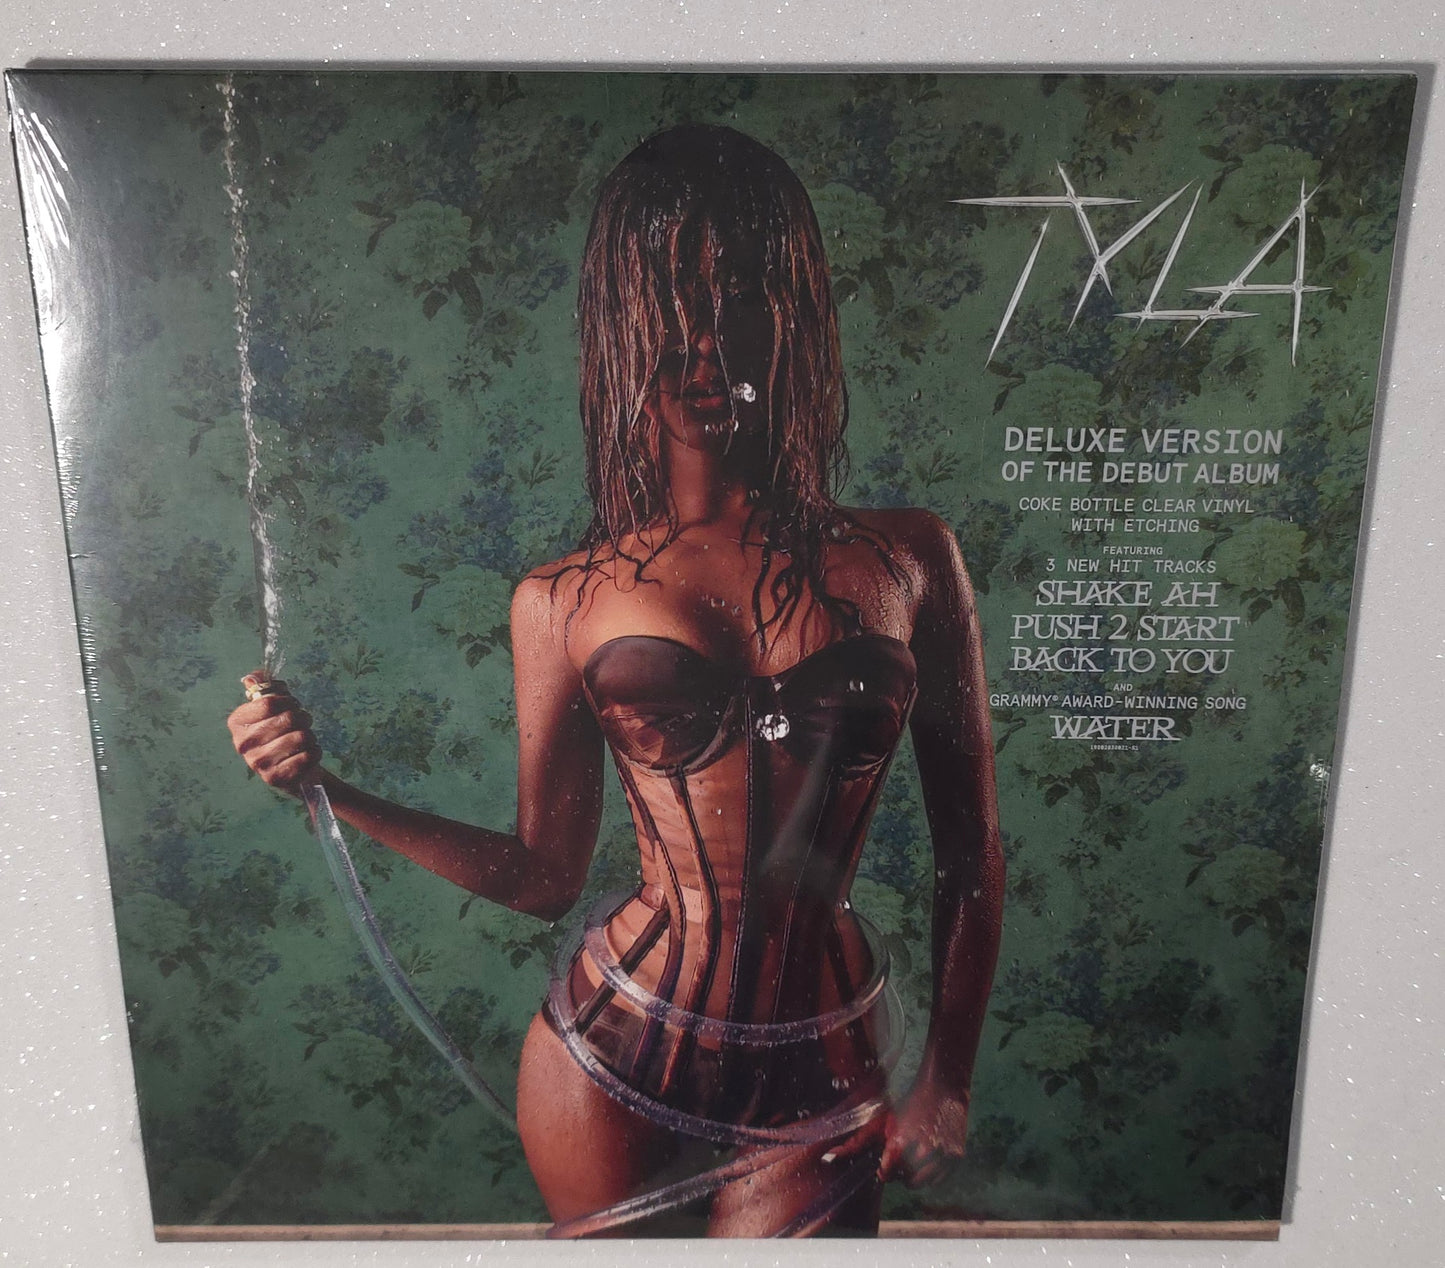 TYLA
DELUXE VERSION
OF THE DEBUT ALBUM
COKE BOTTLE CLEAR VINYL
WITH ETCHING
FEATURING
3 NEW HIT TRACKS
SHAKE AH
PUSH 2 START
BACK TO YOU
AND
GRAMMY® AWARD-WINNING SONG
WATER